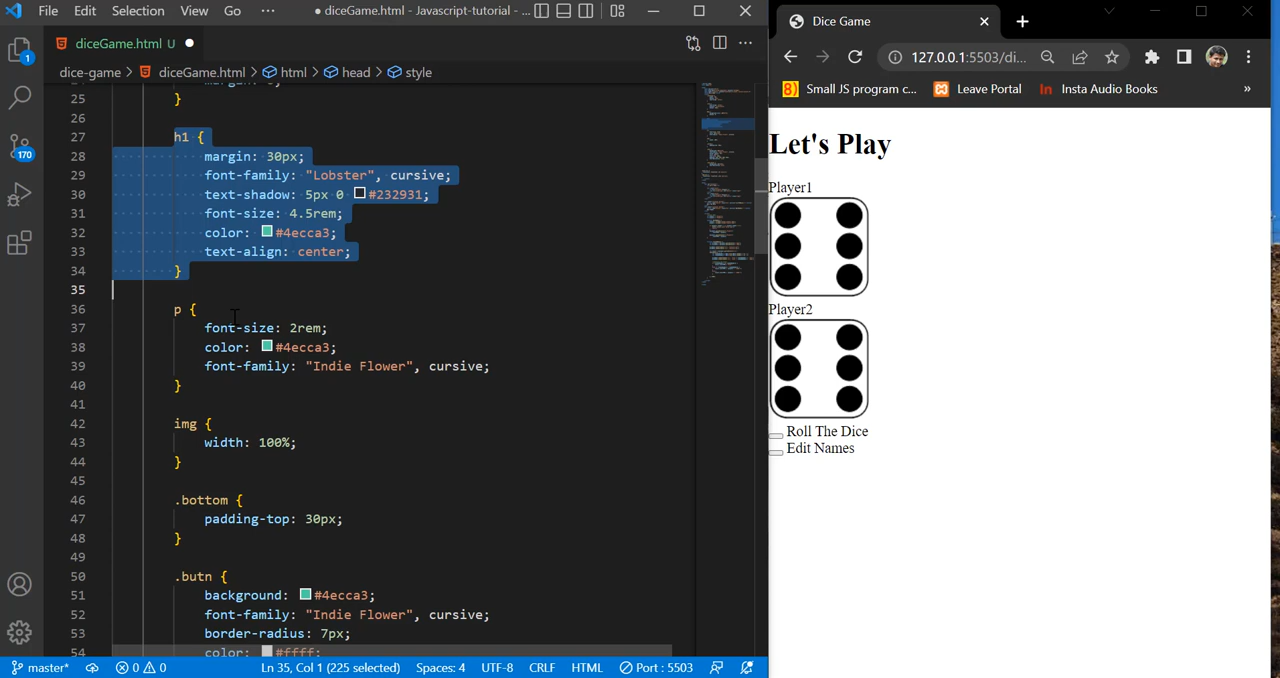 File Edit Selection View Go ··· ● diceGame.html - Javascript-tutorial - ...
diceGame.html U ●
dice-game > diceGame.html > html > head > style
25 }
26
27 h1 {
28 margin: 30px;
29 font-family: "Lobster", cursive;
30 text-shadow: 5px 0 #232931;
31 font-size: 4.5rem;
32 color: #4ecca3;
33 text-align: center;
34 }
35
36 p {
37 font-size: 2rem;
38 color: #4ecca3;
39 font-family: "Indie Flower", cursive;
40 }
41
42 img {
43 width: 100%;
44 }
45
46 .bottom {
47 padding-top: 30px;
48 }
49
50 .butn {
51 background: #4ecca3;
52 font-family: "Indie Flower", cursive;
53 border-radius: 7px;
54 color: #ffff;
1
170
master* 0 0 Ln 35, Col 1 (225 selected) Spaces: 4 UTF-8 CRLF HTML Port : 5503
Dice Game
127.0.0.1:5503/di...
8) Small JS program c... Leave Portal In Insta Audio Books »
Let's Play
Player1
Player2
Roll The Dice
Edit Names